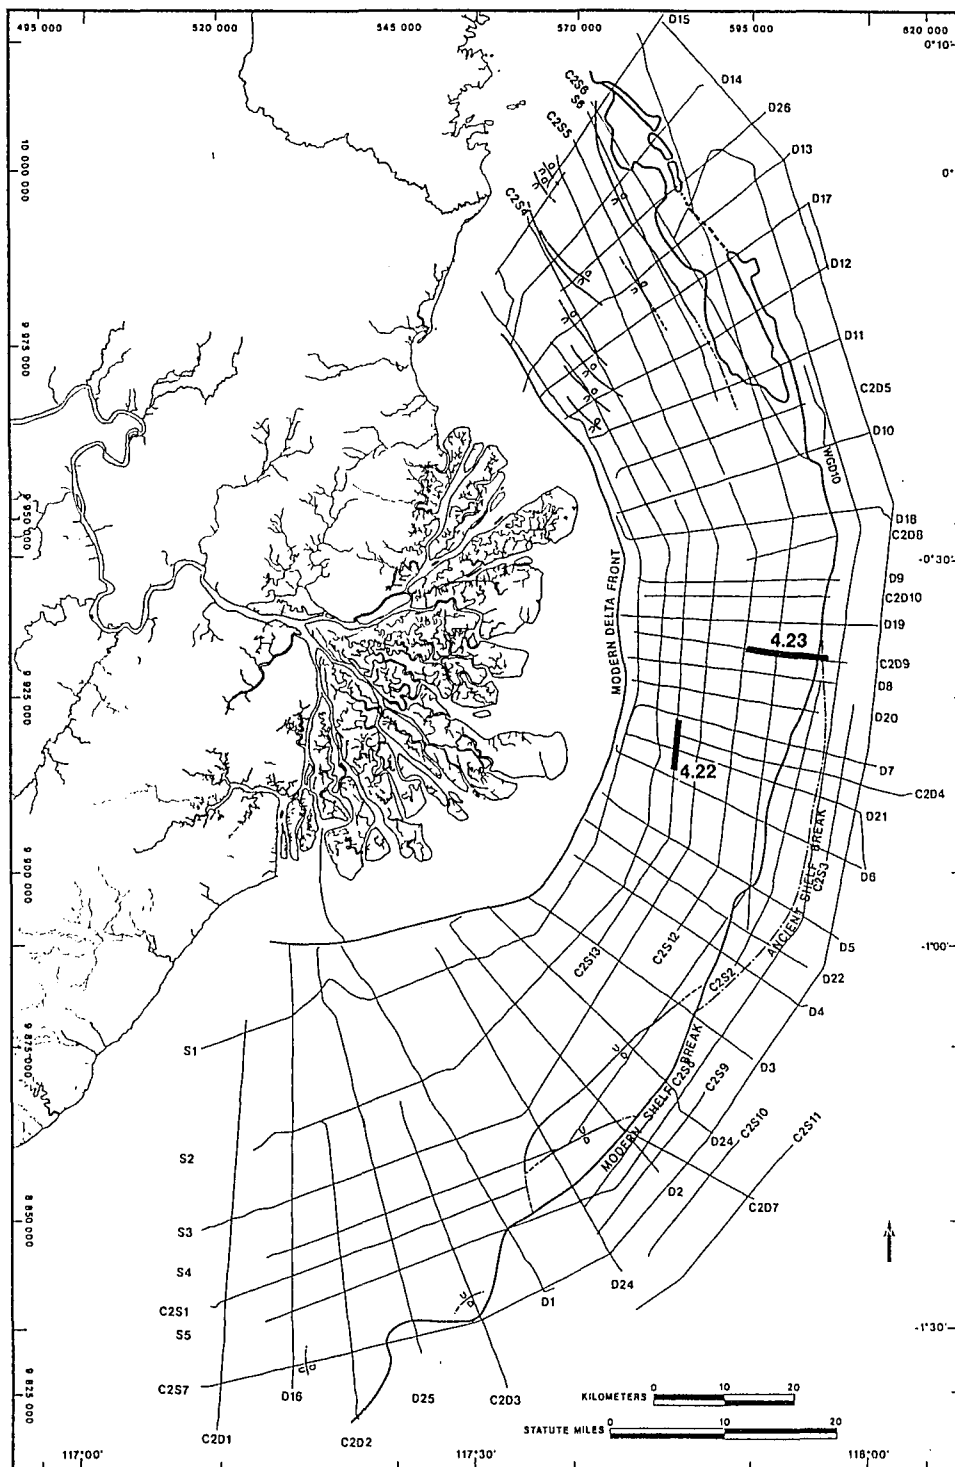 495 000
520 000
545 000
570 000
595 000
620 000
D15
0°10'
D14
C2S6
S6
D26
C2S5
10 000 000
D13
0°
D17
C2S4
D12
9 975 000
D11
C2D5
D10
WGD10
9 950 000
D18
C2D8
-0°30'
MODERN DELTA FRONT
D9
C2D10
D19
4.23
C2D9
D8
9 925 000
D20
4.22
D7
C2D4
D21
D6
C2S3
9 900 000
ANCIENT SHELF BREAK
D5
-1°00'
C2S13
C2S12
C2S2
D22
D4
9 875 000
S1
MODERN SHELF BREAK
D3
C2S8
C2S9
C2S10
C2S11
D24
S2
D2
C2D7
850 000
S3
S4
D24
C2S1
D1
S5
-1°30'
C2S7
D16
D25
C2D3
9 825 000
KILOMETERS
0 10 20
STATUTE MILES
0 10 20
C2D1
C2D2
117°00'
117°30'
118°00'
U
D